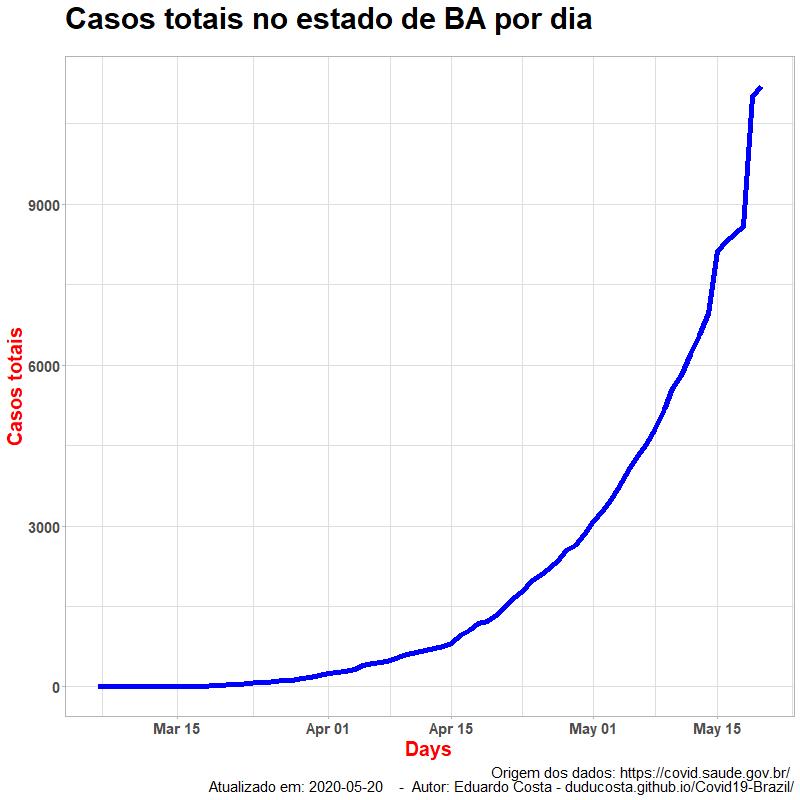 Casos totais no estado de BA por dia
9000
6000
3000
0
Casos totais
Mar 15 Apr 01 Apr 15 May 01 May 15
Days
Origem dos dados: https://covid.saude.gov.br/
Atualizado em: 2020-05-20 - Autor: Eduardo Costa - duducosta.github.io/Covid19-Brazil/